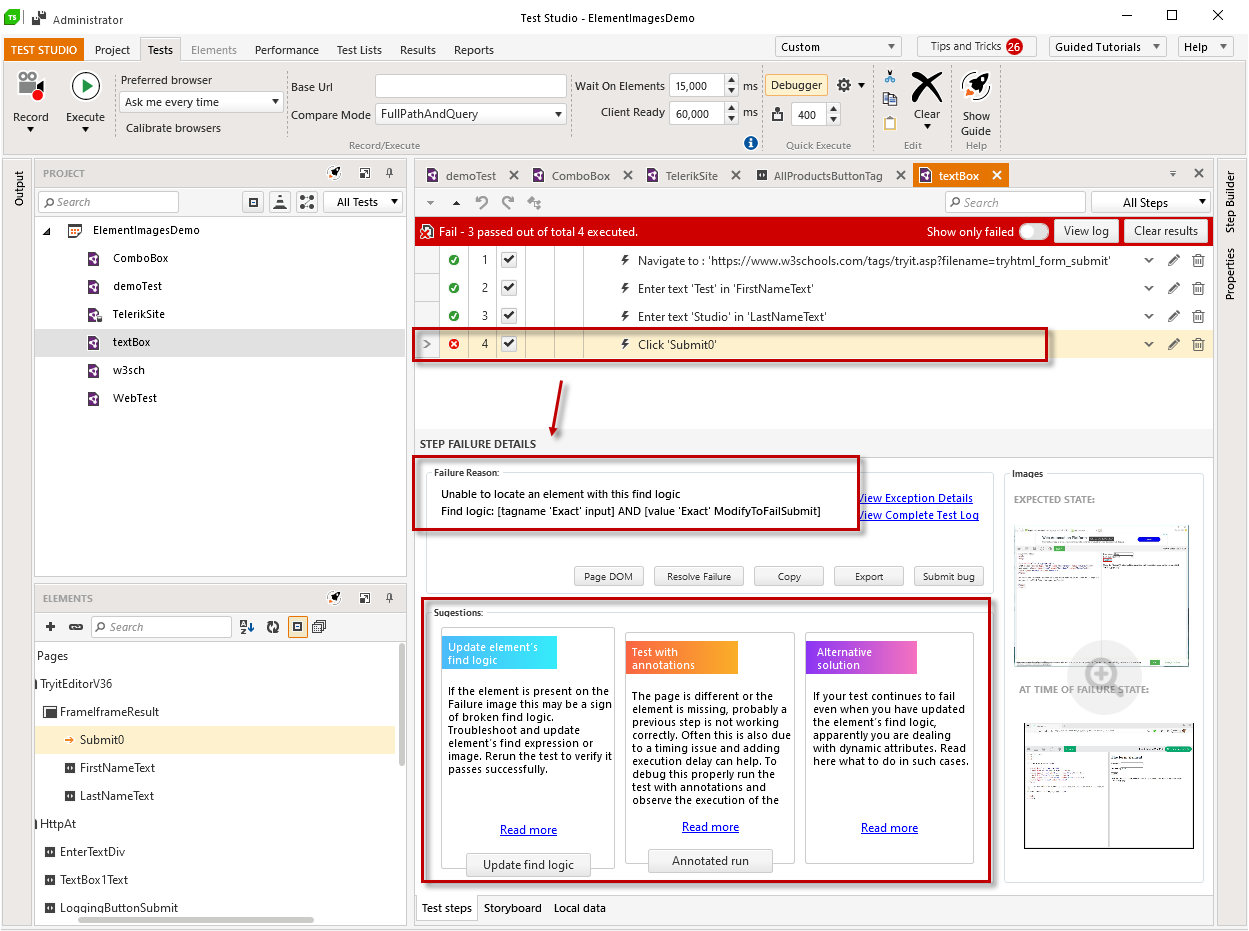 TS
Administrator
Test Studio - ElementImagesDemo
TEST STUDIO
Project
Tests
Elements
Performance
Test Lists
Results
Reports
Custom
Tips and Tricks 26
Guided Tutorials
Help
Record
Execute
Preferred browser
Ask me every time
Calibrate browsers
Base Url
Compare Mode
FullPathAndQuery
Record/Execute
Wait On Elements 15,000 ms
Client Ready 60,000 ms
Debugger
400
Quick Execute
Clear
Edit
Show
Guide
Help
Output
PROJECT
Search
All Tests
ElementImagesDemo
ComboBox
demoTest
TelerikSite
textBox
w3sch
WebTest
ELEMENTS
Search
Pages
TryitEditorV36
FrameIframeResult
Submit0
FirstNameText
LastNameText
HttpAt
EnterTextDiv
TextBox1Text
LoggingButtonSubmit
demoTest
ComboBox
TelerikSite
AllProductsButtonTag
textBox
Search
All Steps
Fail - 3 passed out of total 4 executed.
Show only failed
View log
Clear results
1 Navigate to : 'https://www.w3schools.com/tags/tryit.asp?filename=tryhtml_form_submit'
2 Enter text 'Test' in 'FirstNameText'
3 Enter text 'Studio' in 'LastNameText'
4 Click 'Submit0'
STEP FAILURE DETAILS
Failure Reason:
Unable to locate an element with this find logic
Find logic: [tagname 'Exact' input] AND [value 'Exact' ModifyToFailSubmit]
View Exception Details
View Complete Test Log
Page DOM
Resolve Failure
Copy
Export
Submit bug
Sugestions:
Update element's
find logic
If the element is present on the
Failure image this may be a sign
of broken find logic.
Troubleshoot and update
element's find expression or
image. Rerun the test to verify it
passes successfully.
Read more
Update find logic
Test with
annotations
The page is different or the
element is missing, probably a
previous step is not working
correctly. Often this is also due
to a timing issue and adding
execution delay can help. To
debug this properly run the
test with annotations and
observe the execution of the
Read more
Annotated run
Alternative
solution
If your test continues to fail
even when you have updated
the element's find logic,
apparently you are dealing
with dynamic attributes. Read
here what to do in such cases.
Read more
Images
EXPECTED STATE:
AT TIME OF FAILURE STATE:
Test steps
Storyboard
Local data
Step Builder
Properties